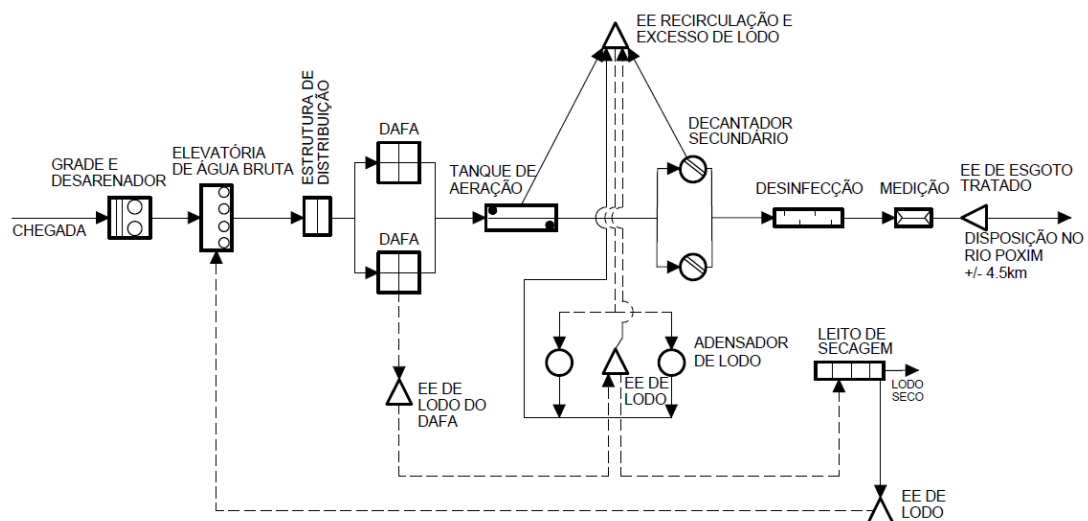 EE RECIRCULAÇÃO E
EXCESSO DE LODO
ESTRUTURA DE
DISTRIBUIÇÃO
DAFA
GRADE E
DESARENADOR
ELEVATÓRIA
DE ÁGUA BRUTA
TANQUE DE
AERAÇÃO
DECANTADOR
SECUNDÁRIO
DESINFECÇÃO
MEDIÇÃO
EE DE ESGOTO
TRATADO
CHEGADA
DAFA
DISPOSIÇÃO NO
RIO POXIM
+/- 4.5km
ADENSADOR
DE LODO
LEITO DE
SECAGEM
LODO
SECO
EE DE
LODO DO
DAFA
EE DE
LODO
EE DE
LODO